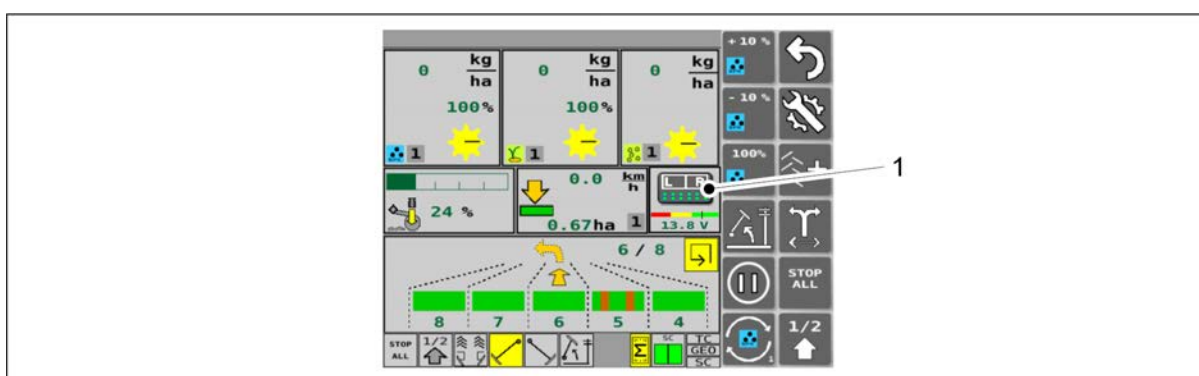 + 10 %
kg
0
ha
100%
1
kg
0
ha
100%
1
kg
0
ha
1
- 10 %
100%
24 %
0.0 km
h
0.67ha 1
L R
13.8 V
1
6 / 8
8 7 6 5 4
STOP
ALL
1/2
1
STOP
ALL
1/2
Σ
SC
TC
GEO
SC